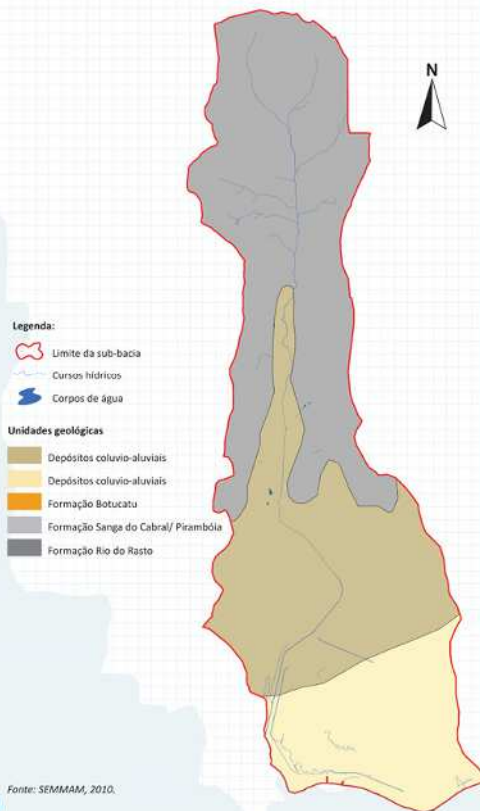 N
Legenda:
Limite da sub-bacia
Cursos hídricos
Corpos de água
Unidades geológicas
Depósitos coluvio-aluviais
Depósitos coluvio-aluviais
Formação Botucatu
Formação Sanga do Cabral/ Pirambóia
Formação Rio do Rasto
Fonte: SEMMAM, 2010.